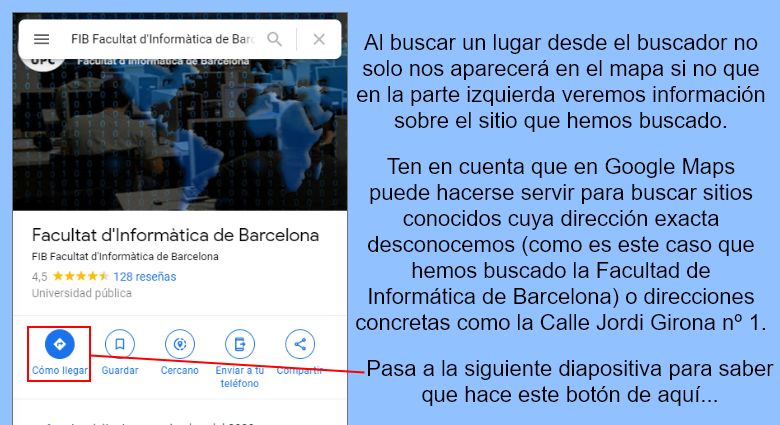 FIB Facultat d'Informàtica de Barc
UPC
Facultat d'Informàtica de Barcelona
Facultat d'Informàtica de Barcelona
FIB Facultat d'Informàtica de Barcelona
4,5 128 reseñas
Universidad pública
Cómo llegar
Guardar
Cercano
Enviar a tu
teléfono
Compartir
Al buscar un lugar desde el buscador no
solo nos aparecerá en el mapa si no que
en la parte izquierda veremos información
sobre el sitio que hemos buscado.
Ten en cuenta que en Google Maps
puede hacerse servir para buscar sitios
conocidos cuya dirección exacta
desconocemos (como es este caso que
hemos buscado la Facultad de
Informática de Barcelona) o direcciones
concretas como la Calle Jordi Girona nº 1.
Pasa a la siguiente diapositiva para saber
que hace este botón de aquí...